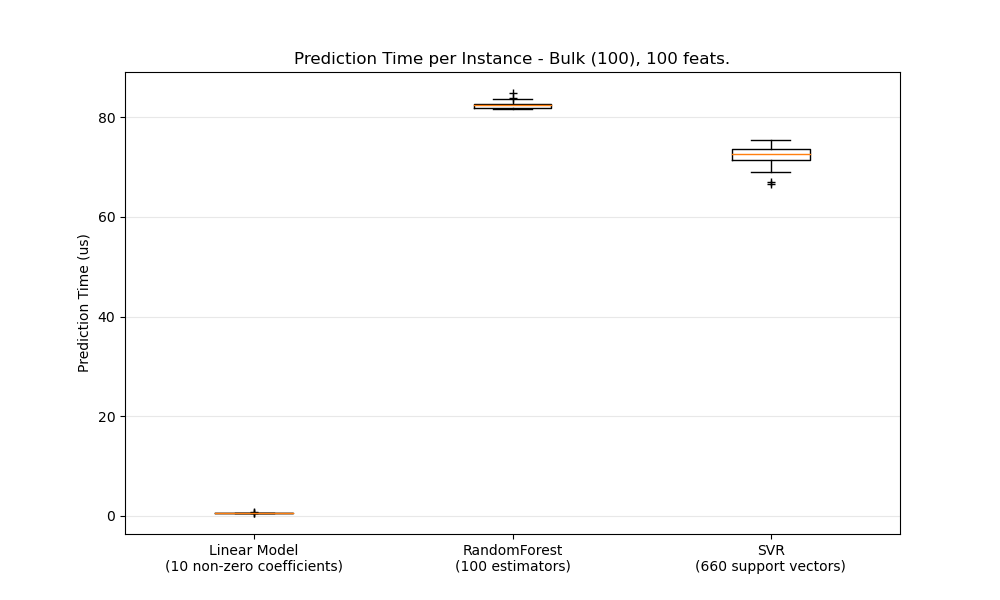 Prediction Time per Instance - Bulk (100), 100 feats.
80
60
40
20
0
Prediction Time (us)
Linear Model
(10 non-zero coefficients)
RandomForest
(100 estimators)
SVR
(660 support vectors)